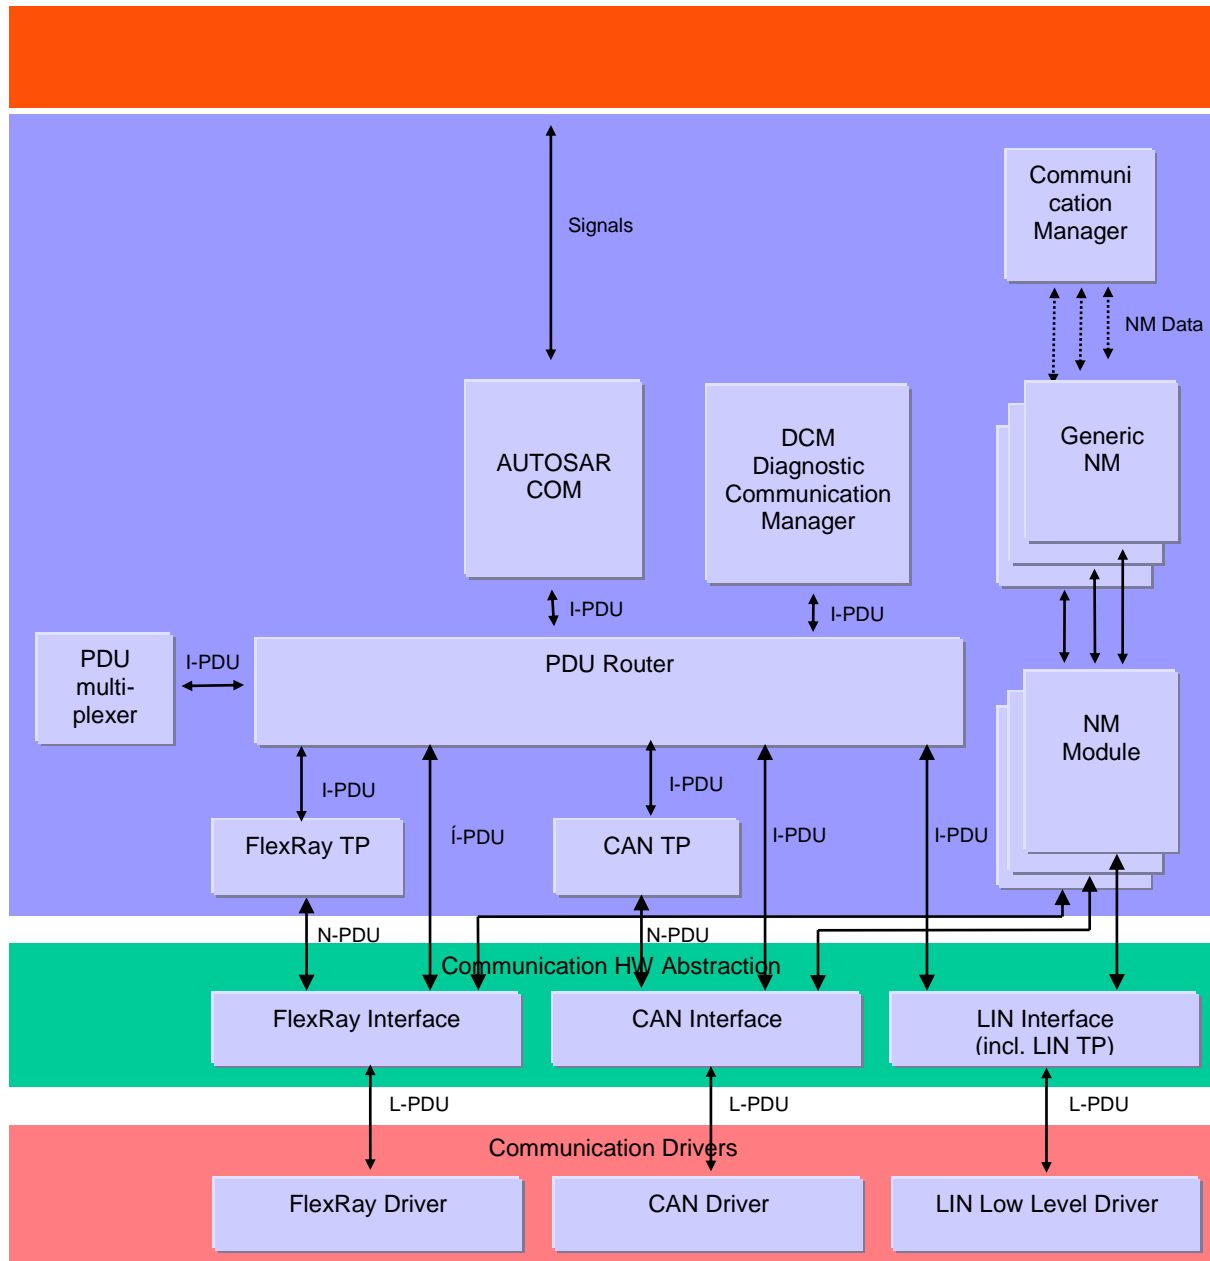 Communi
cation
Manager
Signals
NM Data
AUTOSAR
COM
DCM
Diagnostic
Communication
Manager
Generic
NM
I-PDU
I-PDU
PDU
multi-
plexer
I-PDU
PDU Router
NM
Module
I-PDU
I-PDU
FlexRay TP
Í-PDU
CAN TP
I-PDU
I-PDU
N-PDU
N-PDU
Communication HW Abstraction
FlexRay Interface
CAN Interface
LIN Interface
(incl. LIN TP)
L-PDU
L-PDU
L-PDU
Communication Drivers
FlexRay Driver
CAN Driver
LIN Low Level Driver